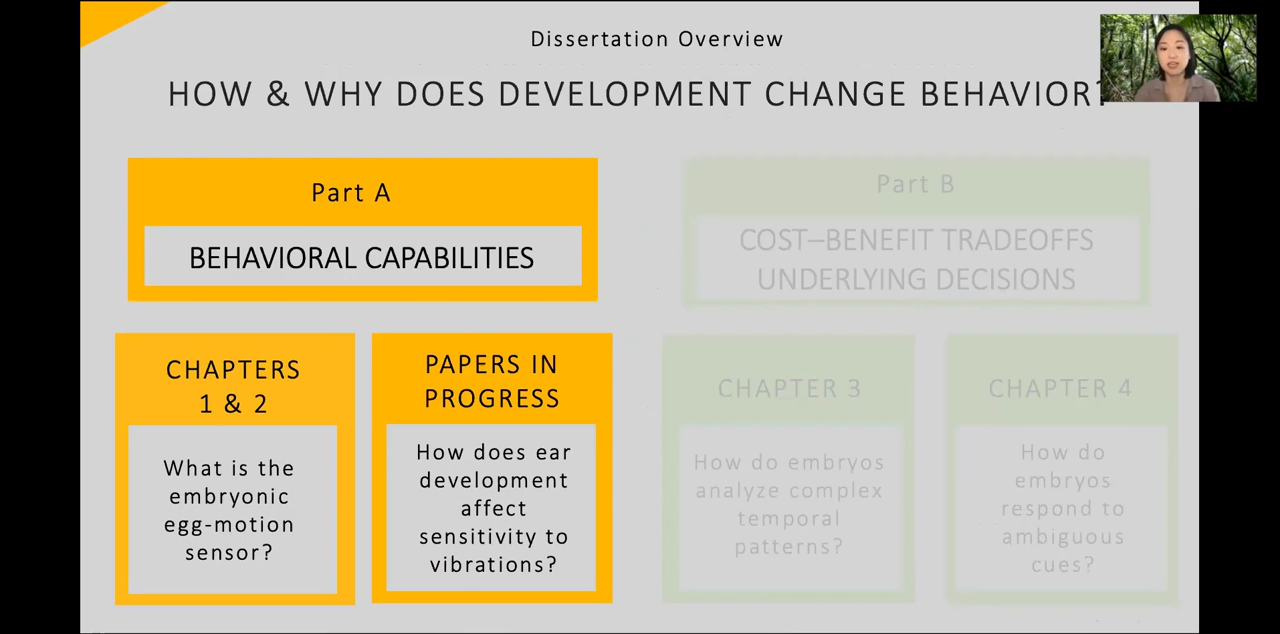 Dissertation Overview
HOW & WHY DOES DEVELOPMENT CHANGE BEHAVIOR?
Part A
BEHAVIORAL CAPABILITIES
Part B
COST–BENEFIT TRADEOFFS
UNDERLYING DECISIONS
CHAPTERS
1 & 2
What is the
embryonic
egg-motion
sensor?
PAPERS IN
PROGRESS
How does ear
development
affect
sensitivity to
vibrations?
CHAPTER 3
How do embryos
analyze complex
temporal
patterns?
CHAPTER 4
How do
embryos
respond to
ambiguous
cues?